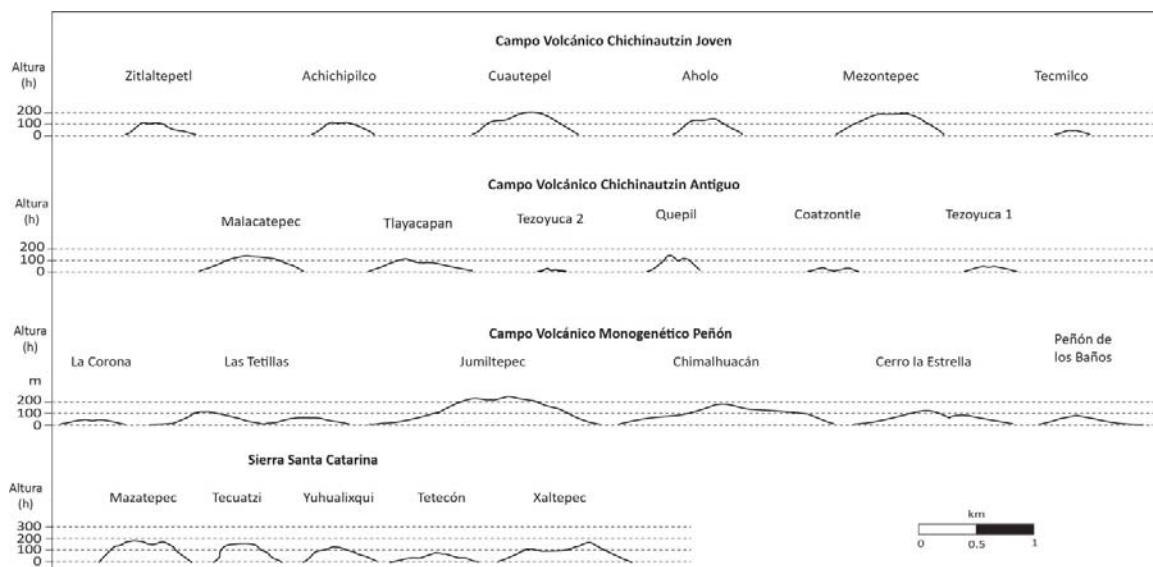 Campo Volcánico Chichinautzin Joven
Altura
(h)
Zitlaltepetl Achichipilco Cuautepel Aholo Mezontepec Tecmilco
200
100
0
Campo Volcánico Chichinautzin Antiguo
Altura
(h)
Malacatepec Tlayacapan Tezoyuca 2 Quepil Coatzontle Tezoyuca 1
200
100
0
Campo Volcánico Monogenético Peñón
Altura
(h)
La Corona Las Tetillas Jumiltepec Chimalhuacán Cerro la Estrella Peñón de
los Baños
m
200
100
0
Sierra Santa Catarina
Altura
(h)
Mazatepec Tecuatzi Yuhualixqui Tetecón Xaltepec
300
200
100
0
km
0 0.5 1